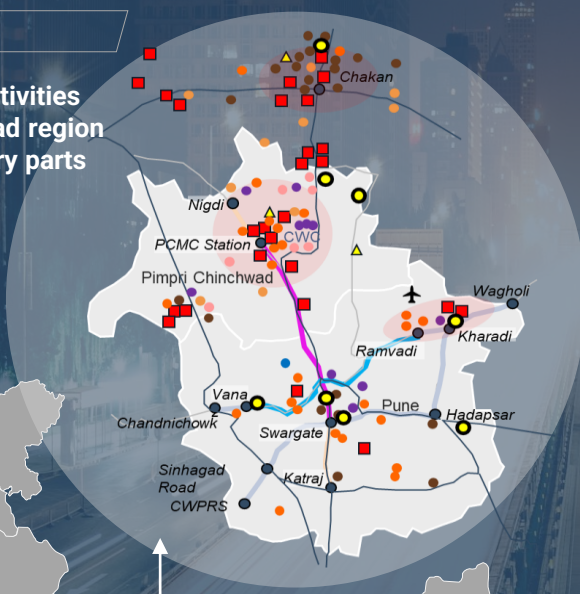 tivities
ad region
ry parts
Chakan
Nigdi
CWC
PCMC Station
Pimpri Chinchwad
Wagholi
Kharadi
Ramvadi
Vana
Pune
Chandnichowk
Hadapsar
Swargate
Sinhagad
Road
Katraj
CWPRS